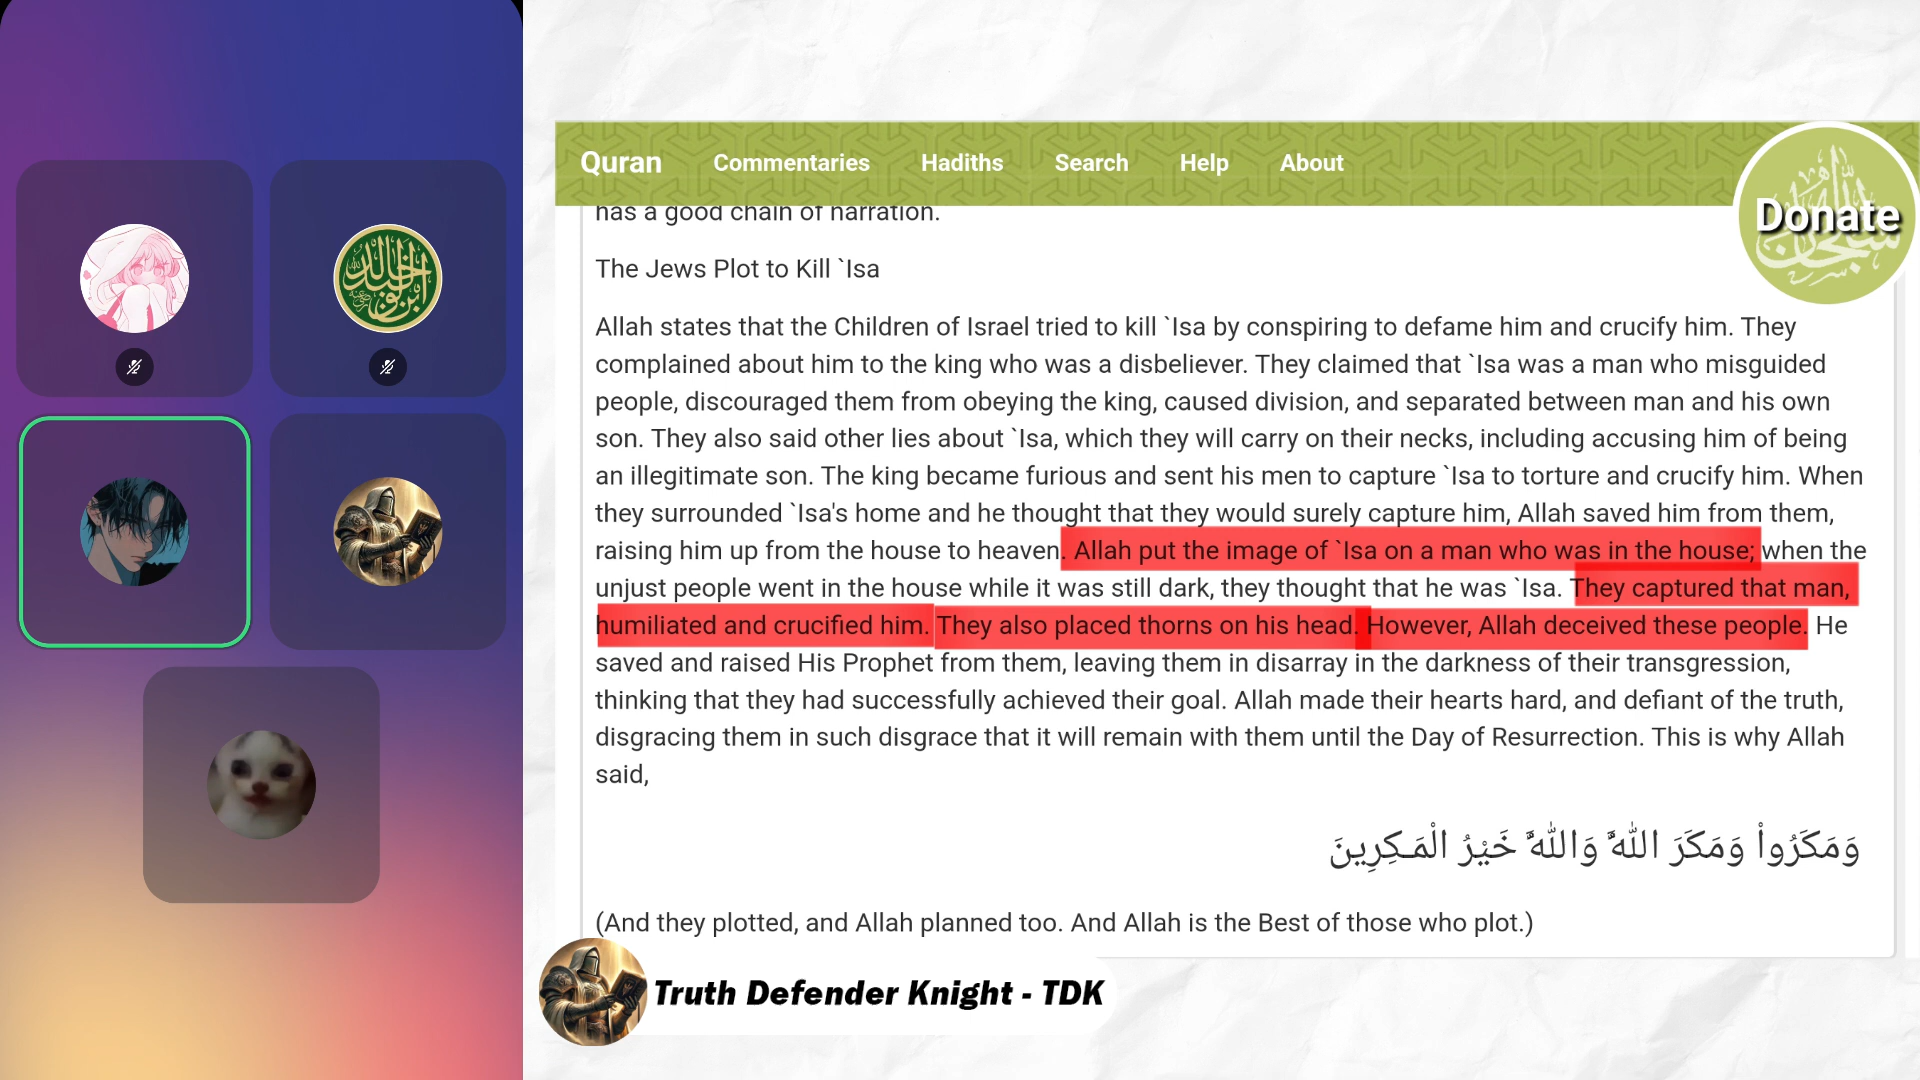 Quran Commentaries Hadiths Search Help About
Donate
has a good chain of narration.
The Jews Plot to Kill `Isa
Allah states that the Children of Israel tried to kill `Isa by conspiring to defame him and crucify him. They
complained about him to the king who was a disbeliever. They claimed that `Isa was a man who misguided
people, discouraged them from obeying the king, caused division, and separated between man and his own
son. They also said other lies about `Isa, which they will carry on their necks, including accusing him of being
an illegitimate son. The king became furious and sent his men to capture `Isa to torture and crucify him. When
they surrounded `Isa's home and he thought that they would surely capture him, Allah saved him from them,
raising him up from the house to heaven. Allah put the image of `Isa on a man who was in the house; when the
unjust people went in the house while it was still dark, they thought that he was `Isa. They captured that man,
humiliated and crucified him. They also placed thorns on his head. However, Allah deceived these people. He
saved and raised His Prophet from them, leaving them in disarray in the darkness of their transgression,
thinking that they had successfully achieved their goal. Allah made their hearts hard, and defiant of the truth,
disgracing them in such disgrace that it will remain with them until the Day of Resurrection. This is why Allah
said,
وَمَكَرُواْ وَمَكَرَ اللَّهُ وَاللَّهُ خَيْرُ الْمَـكِرِينَ
(And they plotted, and Allah planned too. And Allah is the Best of those who plot.)
Truth Defender Knight - TDK